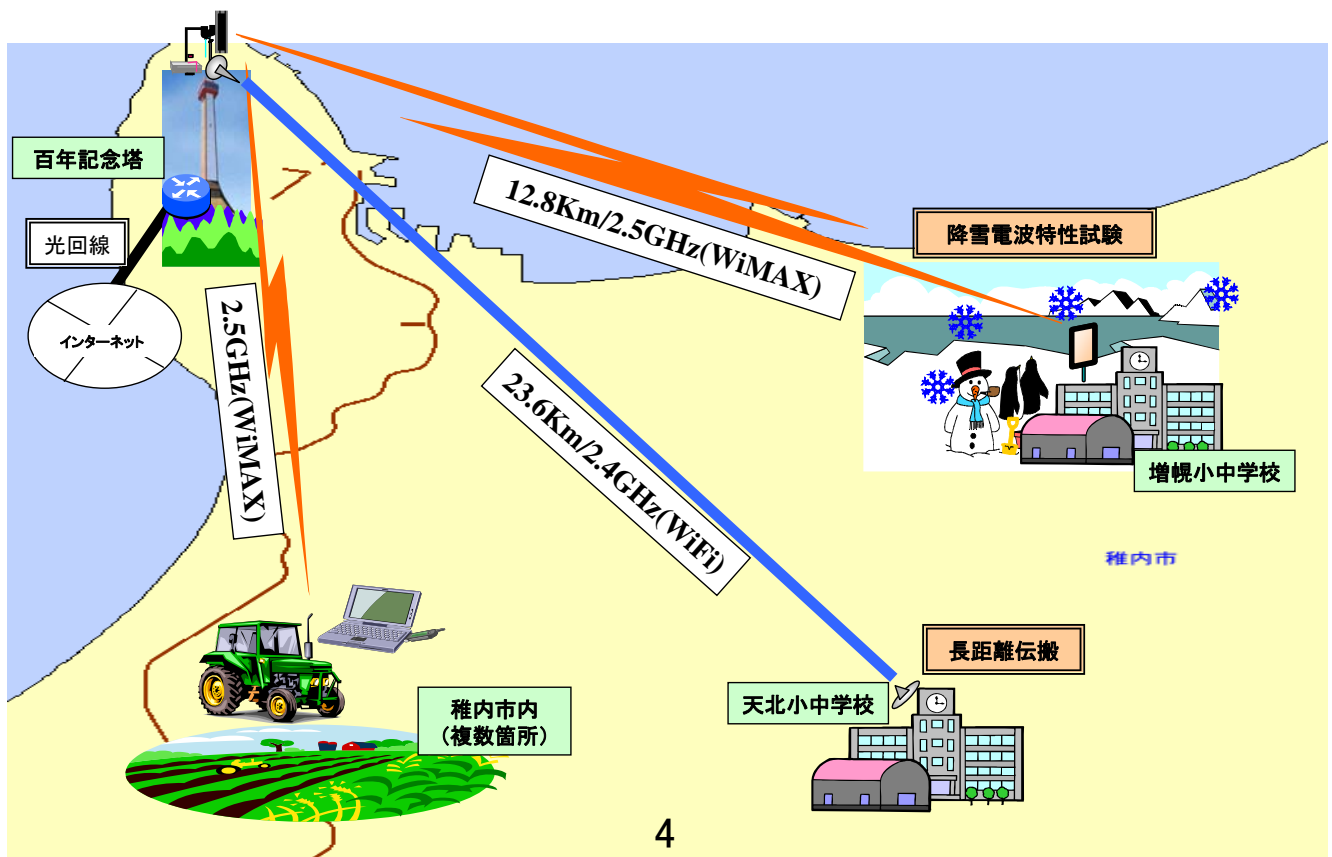 百年記念塔
光回線
インターネット
2.5GHz(WiMAX)
12.8Km/2.5GHz(WiMAX)
23.6Km/2.4GHz(WiFi)
降雪電波特性試験
増幌小中学校
稚内市
長距離伝搬
天北小中学校
稚内市内
（複数箇所）
4